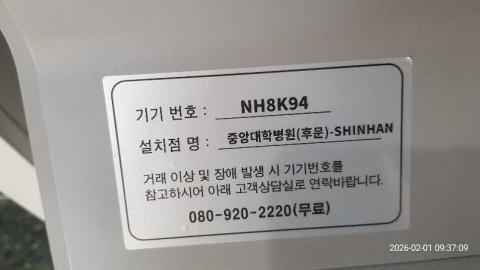 기기 번호 : NH8K94
설치점 명 : 중앙대학병원(후문)-SHINHAN
거래 이상 및 장애 발생 시 기기번호를
참고하시어 아래 고객상담실로 연락바랍니다.
080-920-2220(무료)
2026-02-01 09:37:09